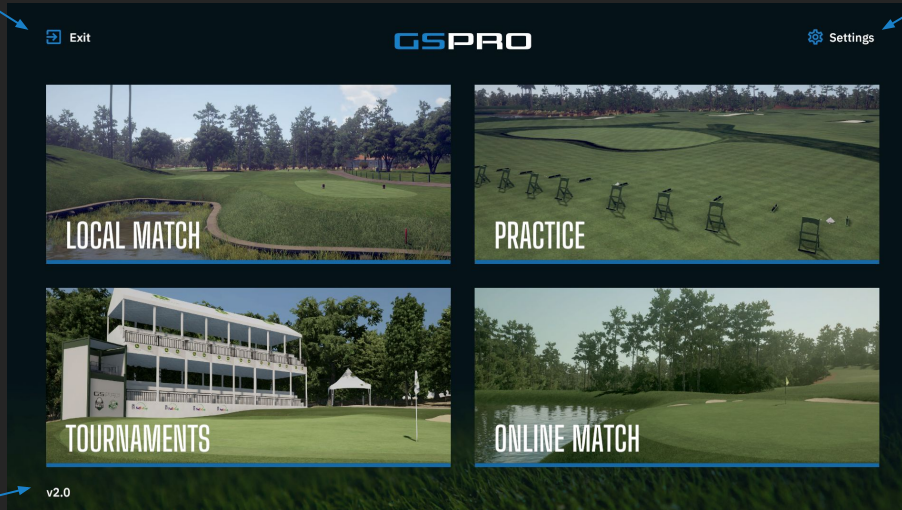 Exit
GSPRO
Settings
LOCAL MATCH
PRACTICE
TOURNAMENTS
ONLINE MATCH
v2.0